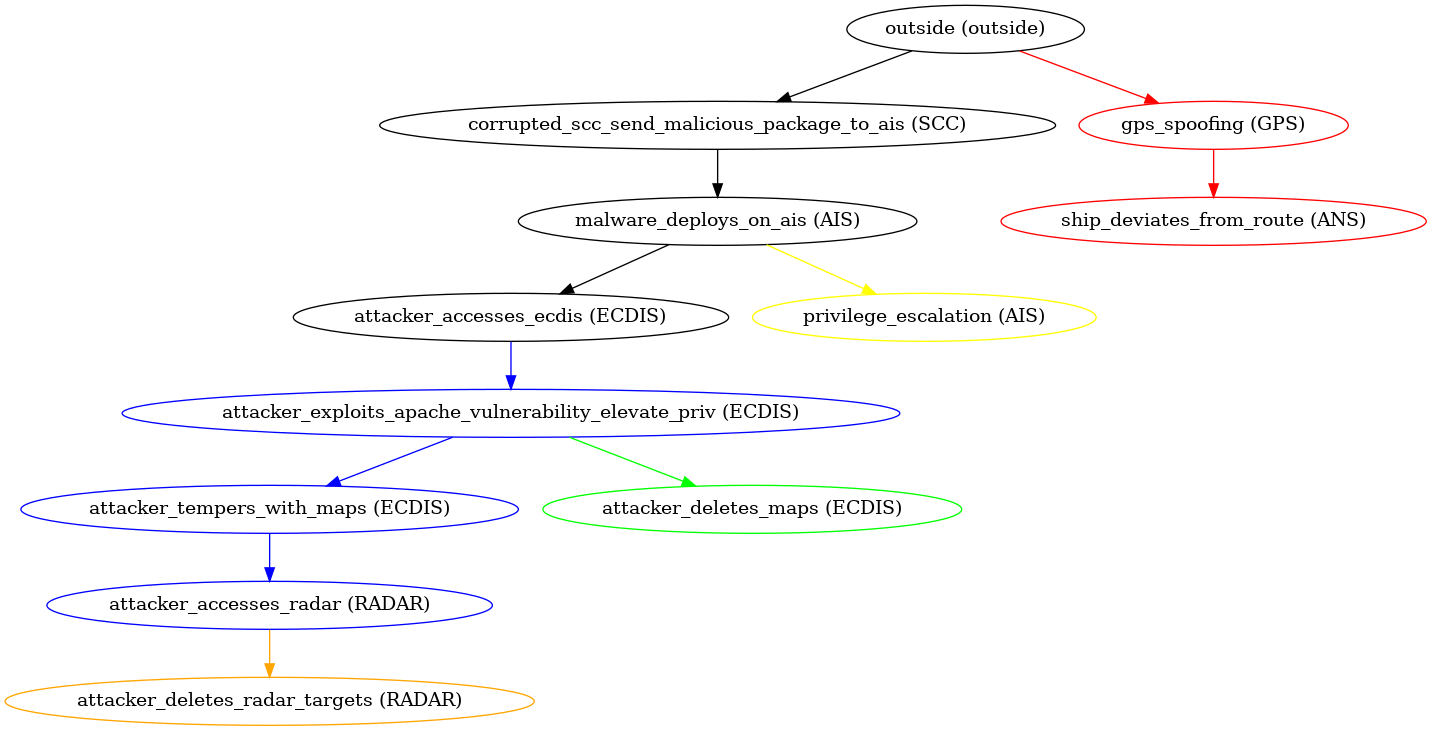 outside (outside)
corrupted_scc_send_malicious_package_to_ais (SCC)
gps_spoofing (GPS)
malware_deploys_on_ais (AIS)
ship_deviates_from_route (ANS)
attacker_accesses_ecdis (ECDIS)
privilege_escalation (AIS)
attacker_exploits_apache_vulnerability_elevate_priv (ECDIS)
attacker_tempers_with_maps (ECDIS)
attacker_deletes_maps (ECDIS)
attacker_accesses_radar (RADAR)
attacker_deletes_radar_targets (RADAR)